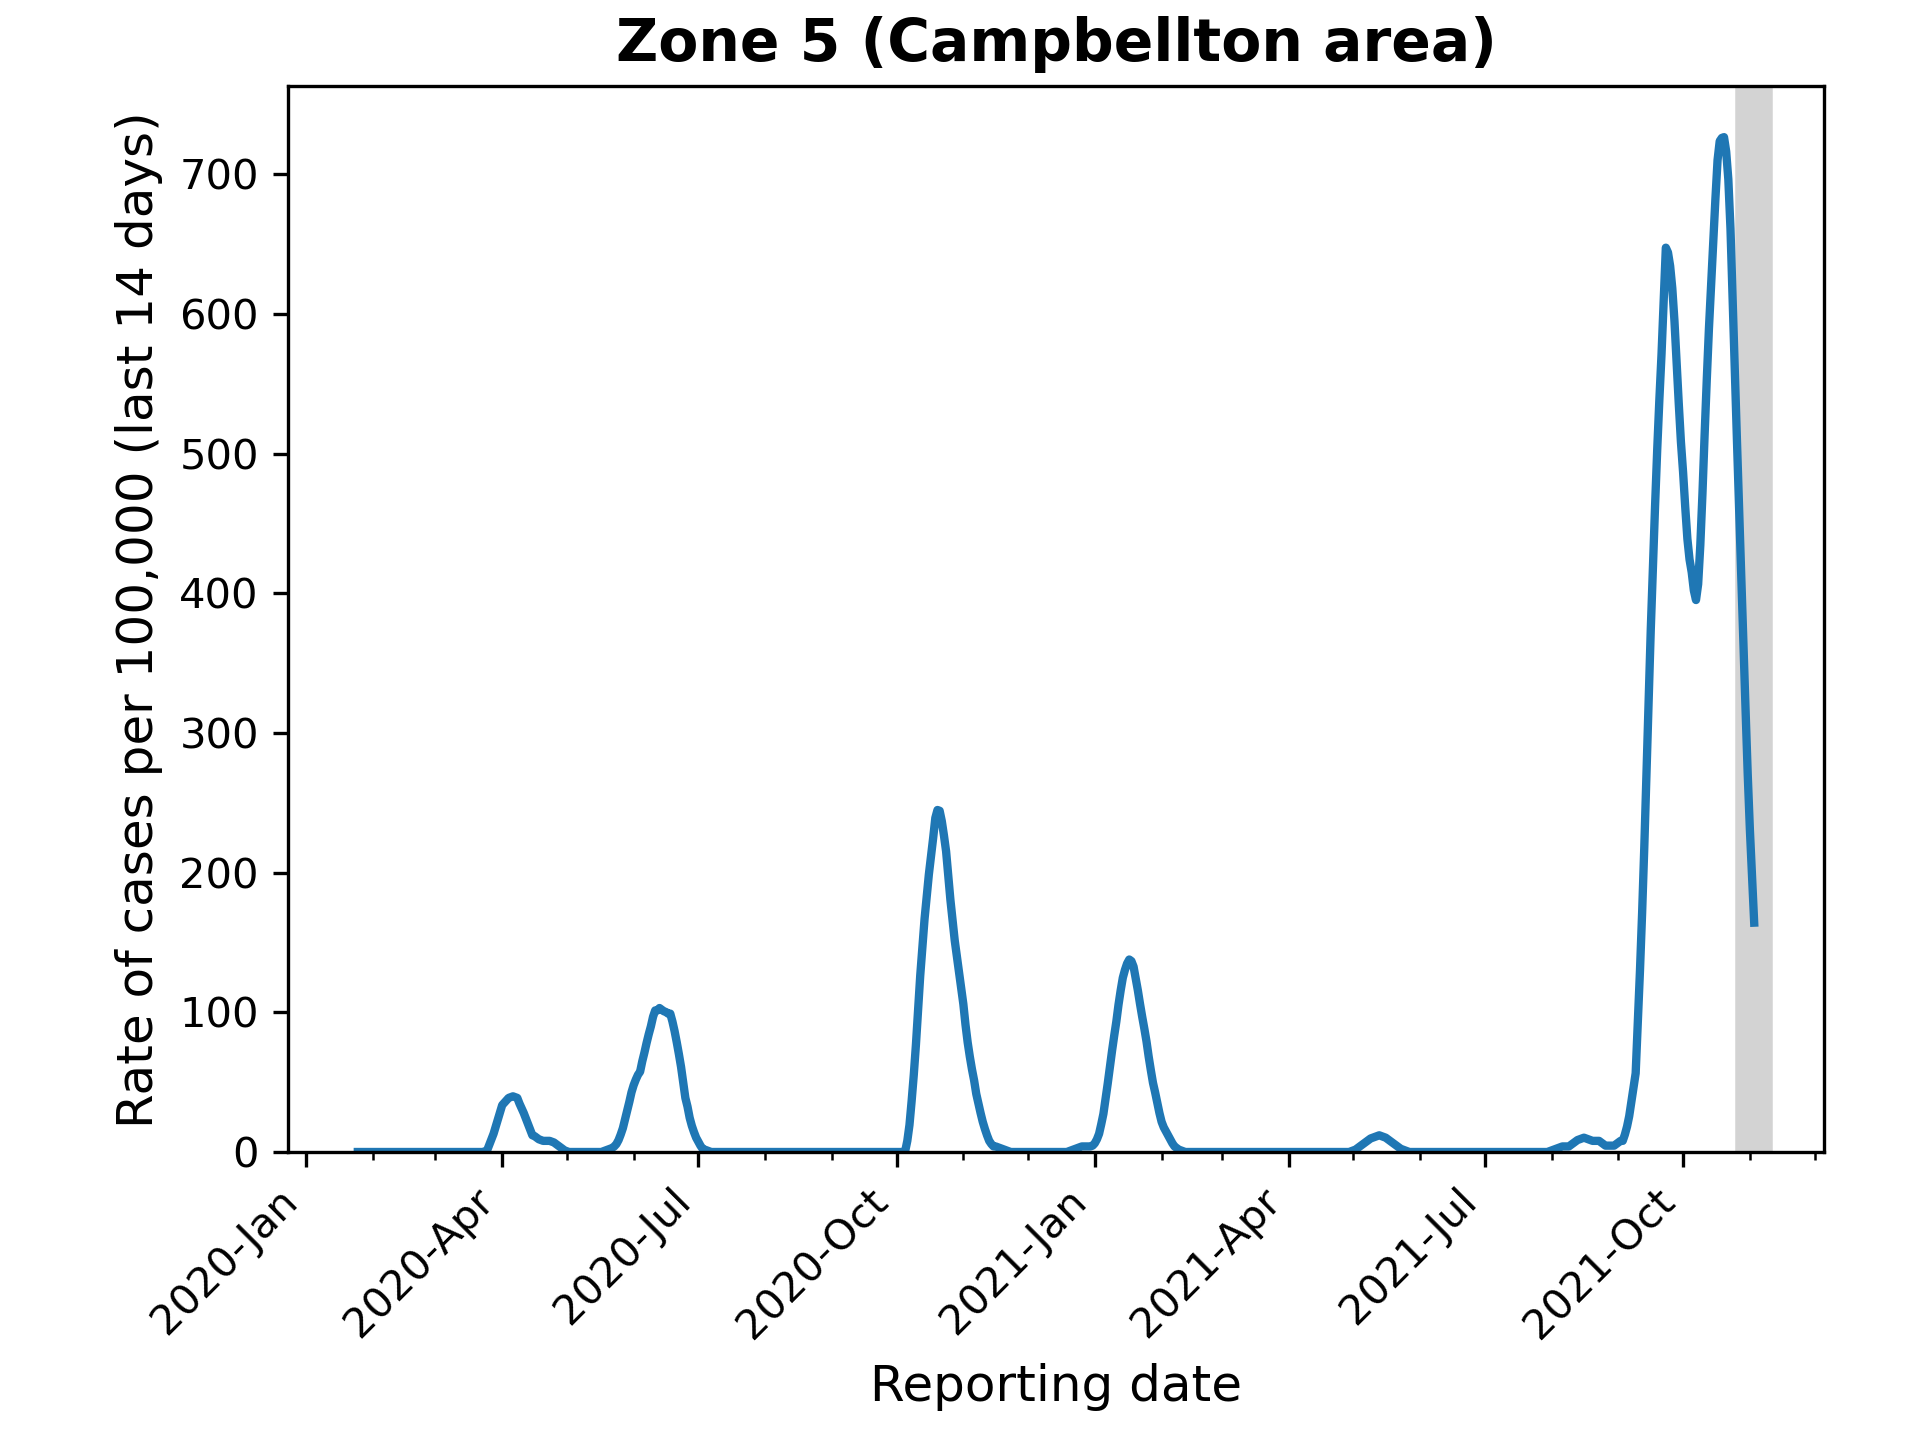 Zone 5 (Campbellton area)
Rate of cases per 100,000 (last 14 days)
700
600
500
400
300
200
100
0
2020-Jan
2020-Apr
2020-Jul
2020-Oct
2021-Jan
2021-Apr
2021-Jul
2021-Oct
Reporting date